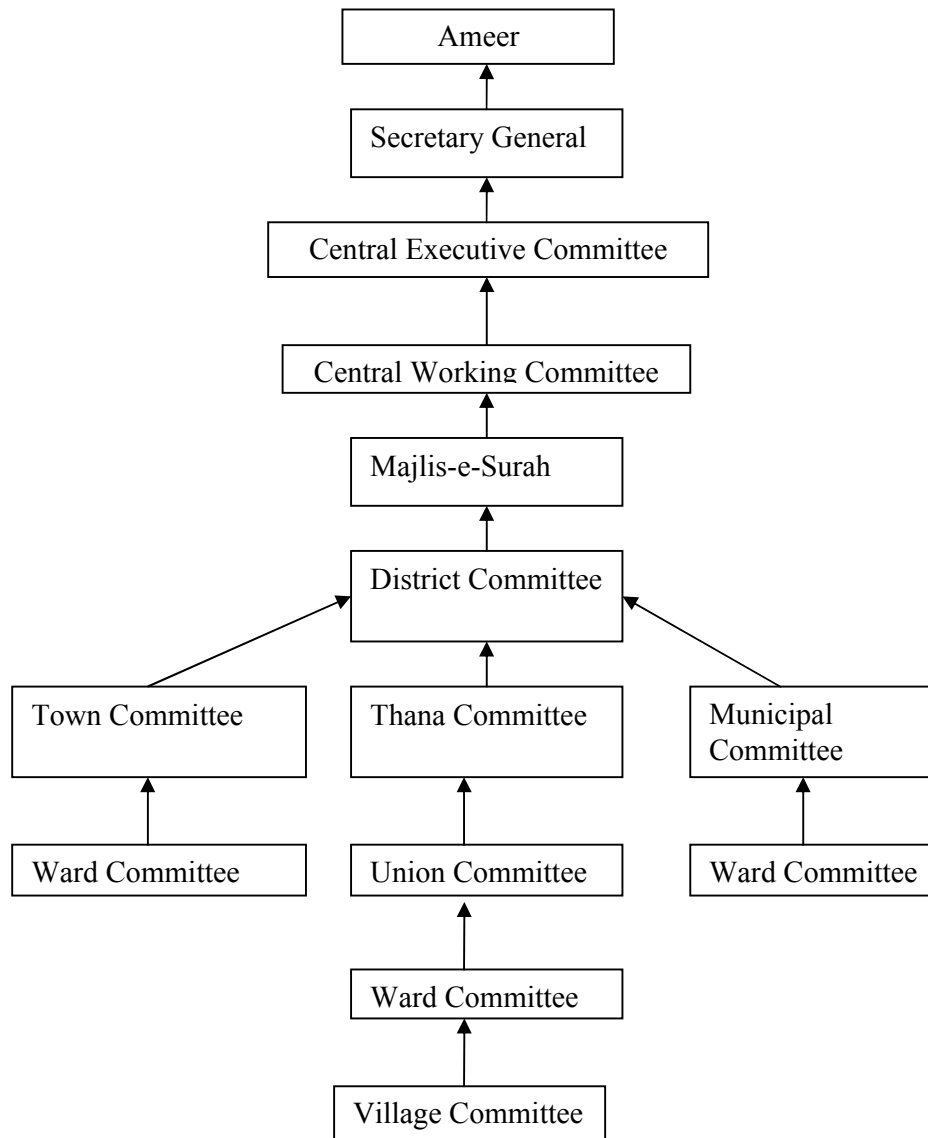 Ameer
Secretary General
Central Executive Committee
Central Working Committee
Majlis-e-Surah
District Committee
Town Committee
Thana Committee
Municipal
Committee
Ward Committee
Union Committee
Ward Committee
Ward Committee
Village Committee